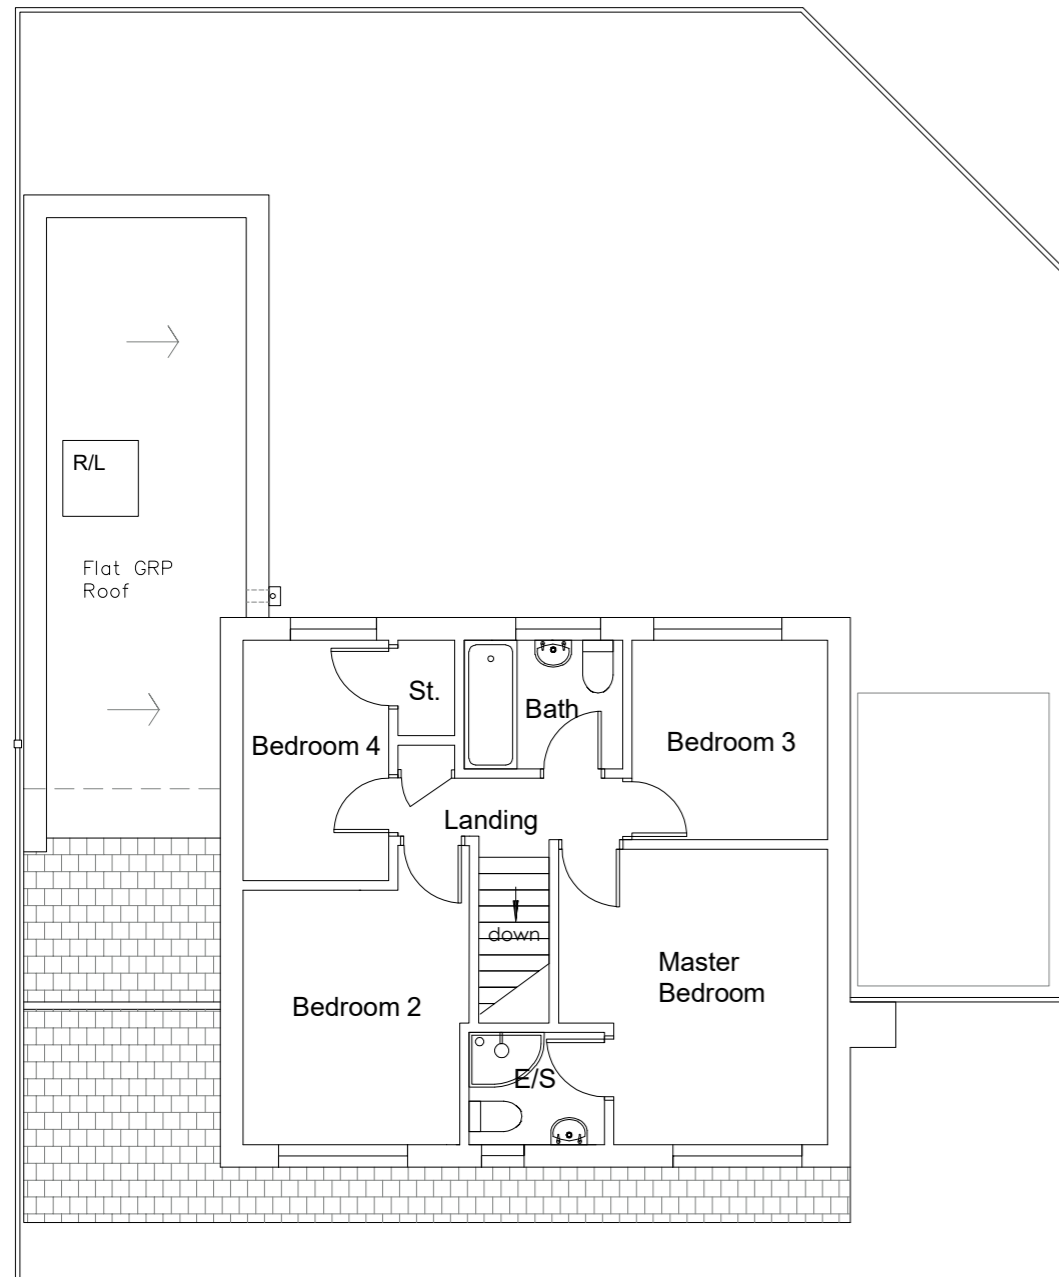 R/L
Flat GRP
Roof
St.
Bath
Bedroom 4
Bedroom 3
Landing
down
Master
Bedroom
Bedroom 2
E/S